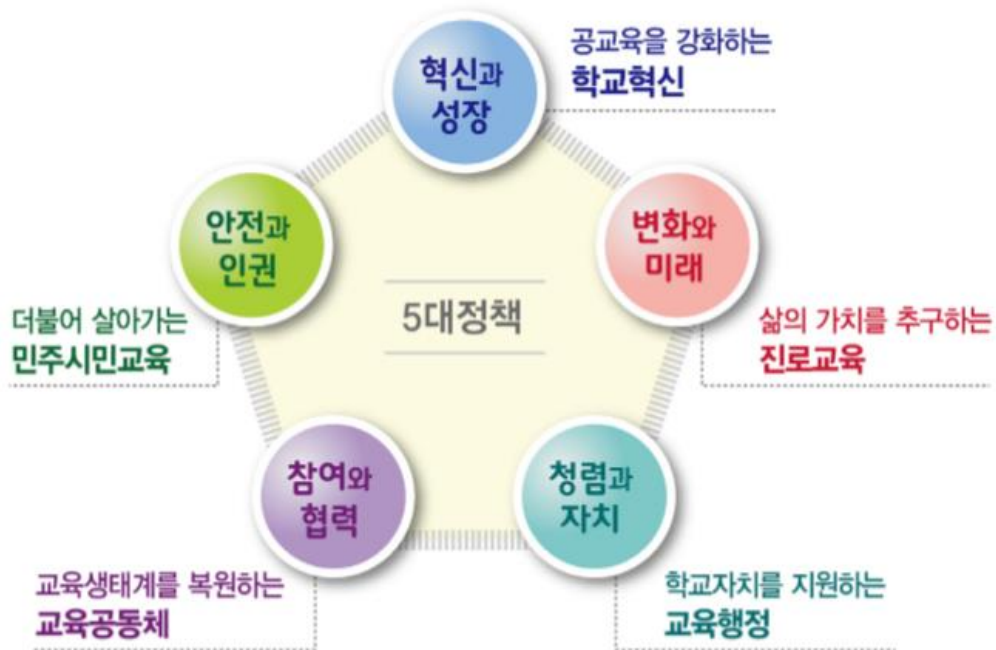 혁신과
성장
공교육을 강화하는
학교혁신
안전과
인권
변화와
미래
5대정책
더불어 살아가는
민주시민교육
삶의 가치를 추구하는
진로교육
참여와
협력
청렴과
자치
교육생태계를 복원하는
교육공동체
학교자치를 지원하는
교육행정